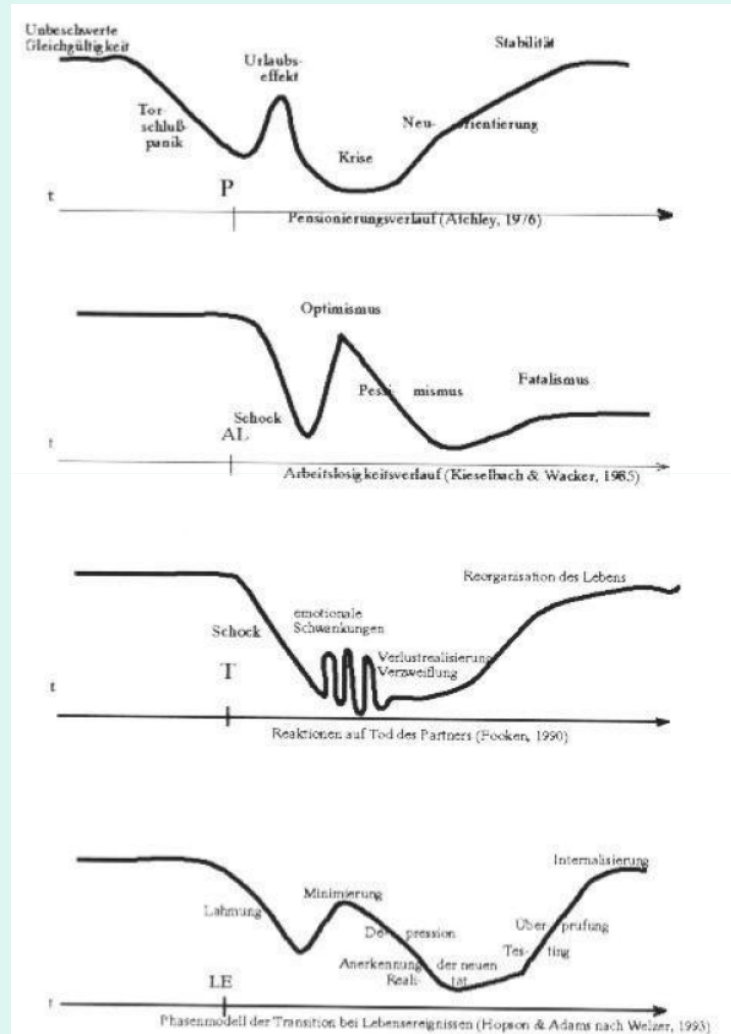 Unbeschwerte
Gleichgültigkeit
Urlaubs-
effekt
Stabilität
Tor-
schluß-
panik
Neu- orientierung
Krise
P
t
Pensionierungsverlauf (Atchley, 1976)
Optimismus
Pessi mismus
Fatalismus
Schock
AL
t
Arbeitslosigkeitsverlauf (Kieselbach & Wacker, 1985)
Reorganisation des Lebens
emotionale
Schwankungen
Schock
Verlustrealisierung
Verzweiflung
T
t
Reaktionen auf Tod des Partners (Fooken, 1990)
Internalisierung
Minimierung
Lahmung
De- pression
Über prüfung
Tes- ting
Anerkennung der neuen
Reali- tät
LE
t
Phasenmodell der Transition bei Lebensereignissen (Hopson & Adams nach Welzer, 1993)